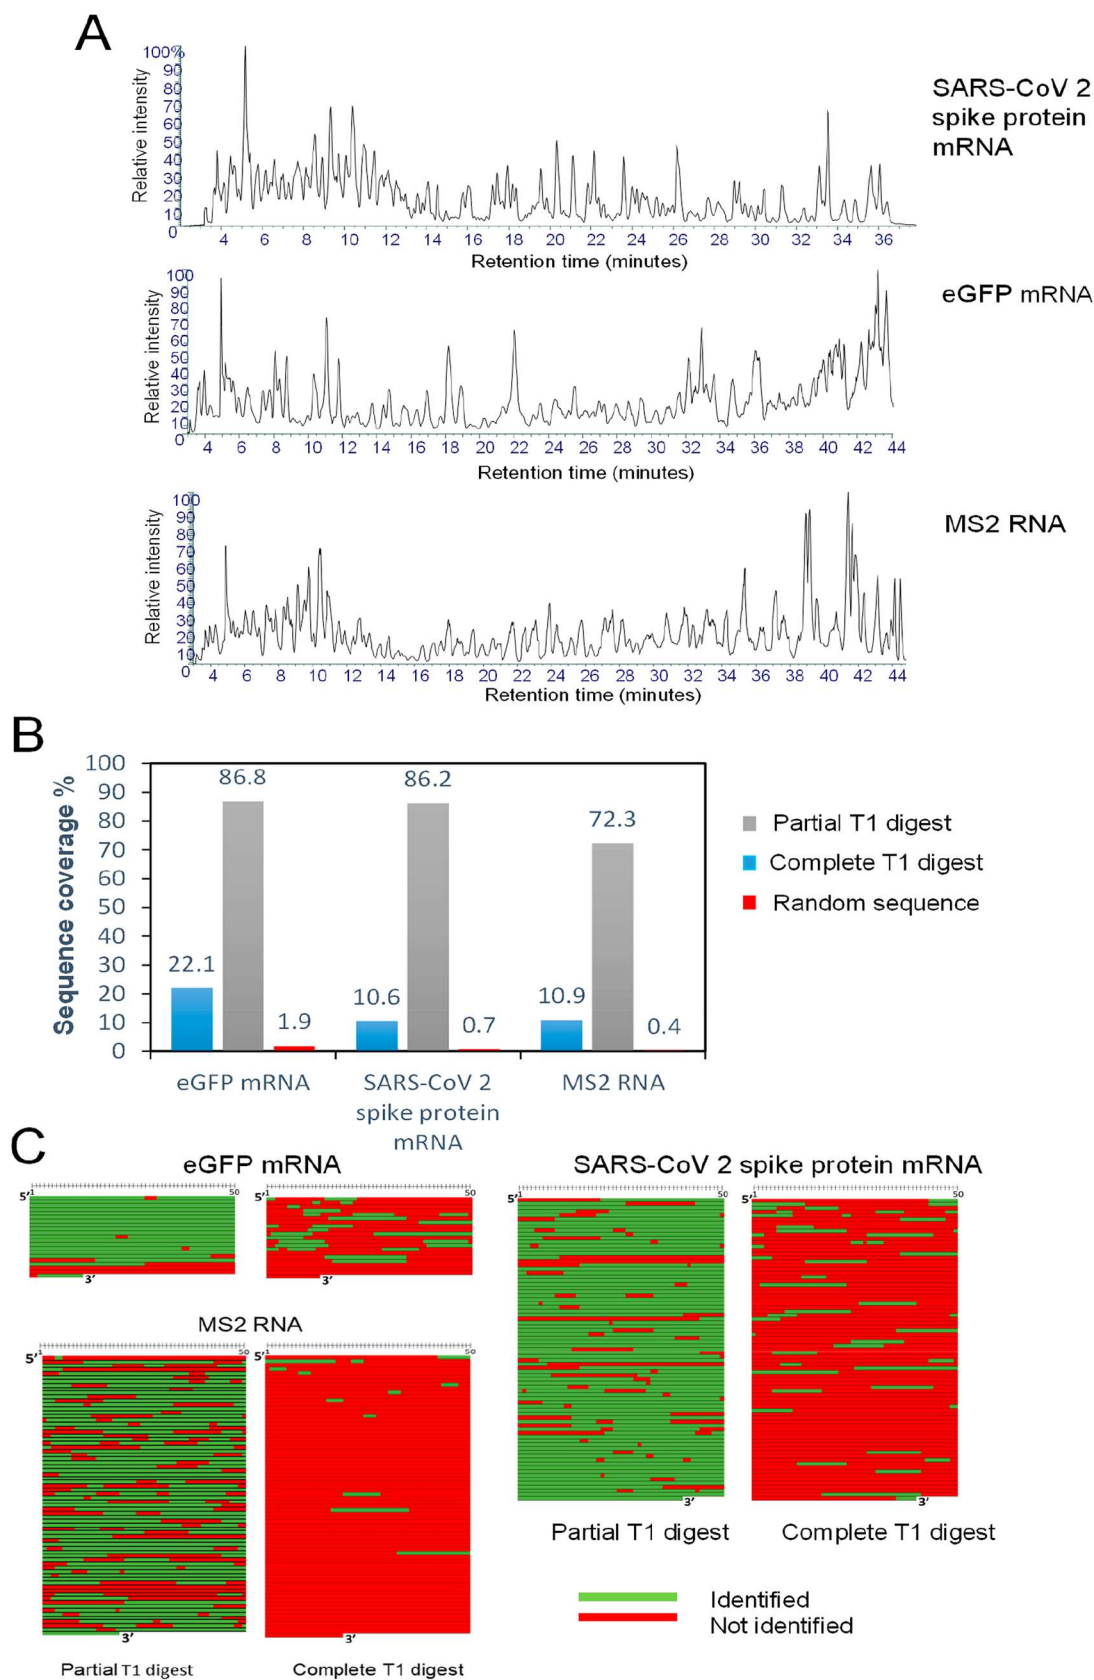 A
100%
90
80
70
60
50
40
30
20
10
0
Relative intensity
4 6 8 10 12 14 16 18 20 22 24 26 28 30 32 34 36
Retention time (minutes)
SARS-CoV 2
spike protein
mRNA
100
90
80
70
60
50
40
30
20
10
0
Relative intensity
4 6 8 10 12 14 16 18 20 22 24 26 28 30 32 34 36 38 40 42 44
Retention time (minutes)
eGFP mRNA
100
90
80
70
60
50
40
30
20
10
0
Relative intensity
4 6 8 10 12 14 16 18 20 22 24 26 28 30 32 34 36 38 40 42 44
Retention time (minutes)
MS2 RNA
B
Sequence coverage %
100
90
80
70
60
50
40
30
20
10
0
22.1
86.8
1.9
10.6
86.2
0.7
10.9
72.3
0.4
eGFP mRNA
SARS-CoV 2
spike protein
mRNA
MS2 RNA
Partial T1 digest
Complete T1 digest
Random sequence
C
eGFP mRNA
5' 1 50
3'
1 50
3'
MS2 RNA
5' 1 50
3'
5' 1 50
3'
Partial T1 digest
Complete T1 digest
SARS-CoV 2 spike protein mRNA
5' 1 50
3'
5' 1 50
3'
Partial T1 digest
Complete T1 digest
Identified
Not identified